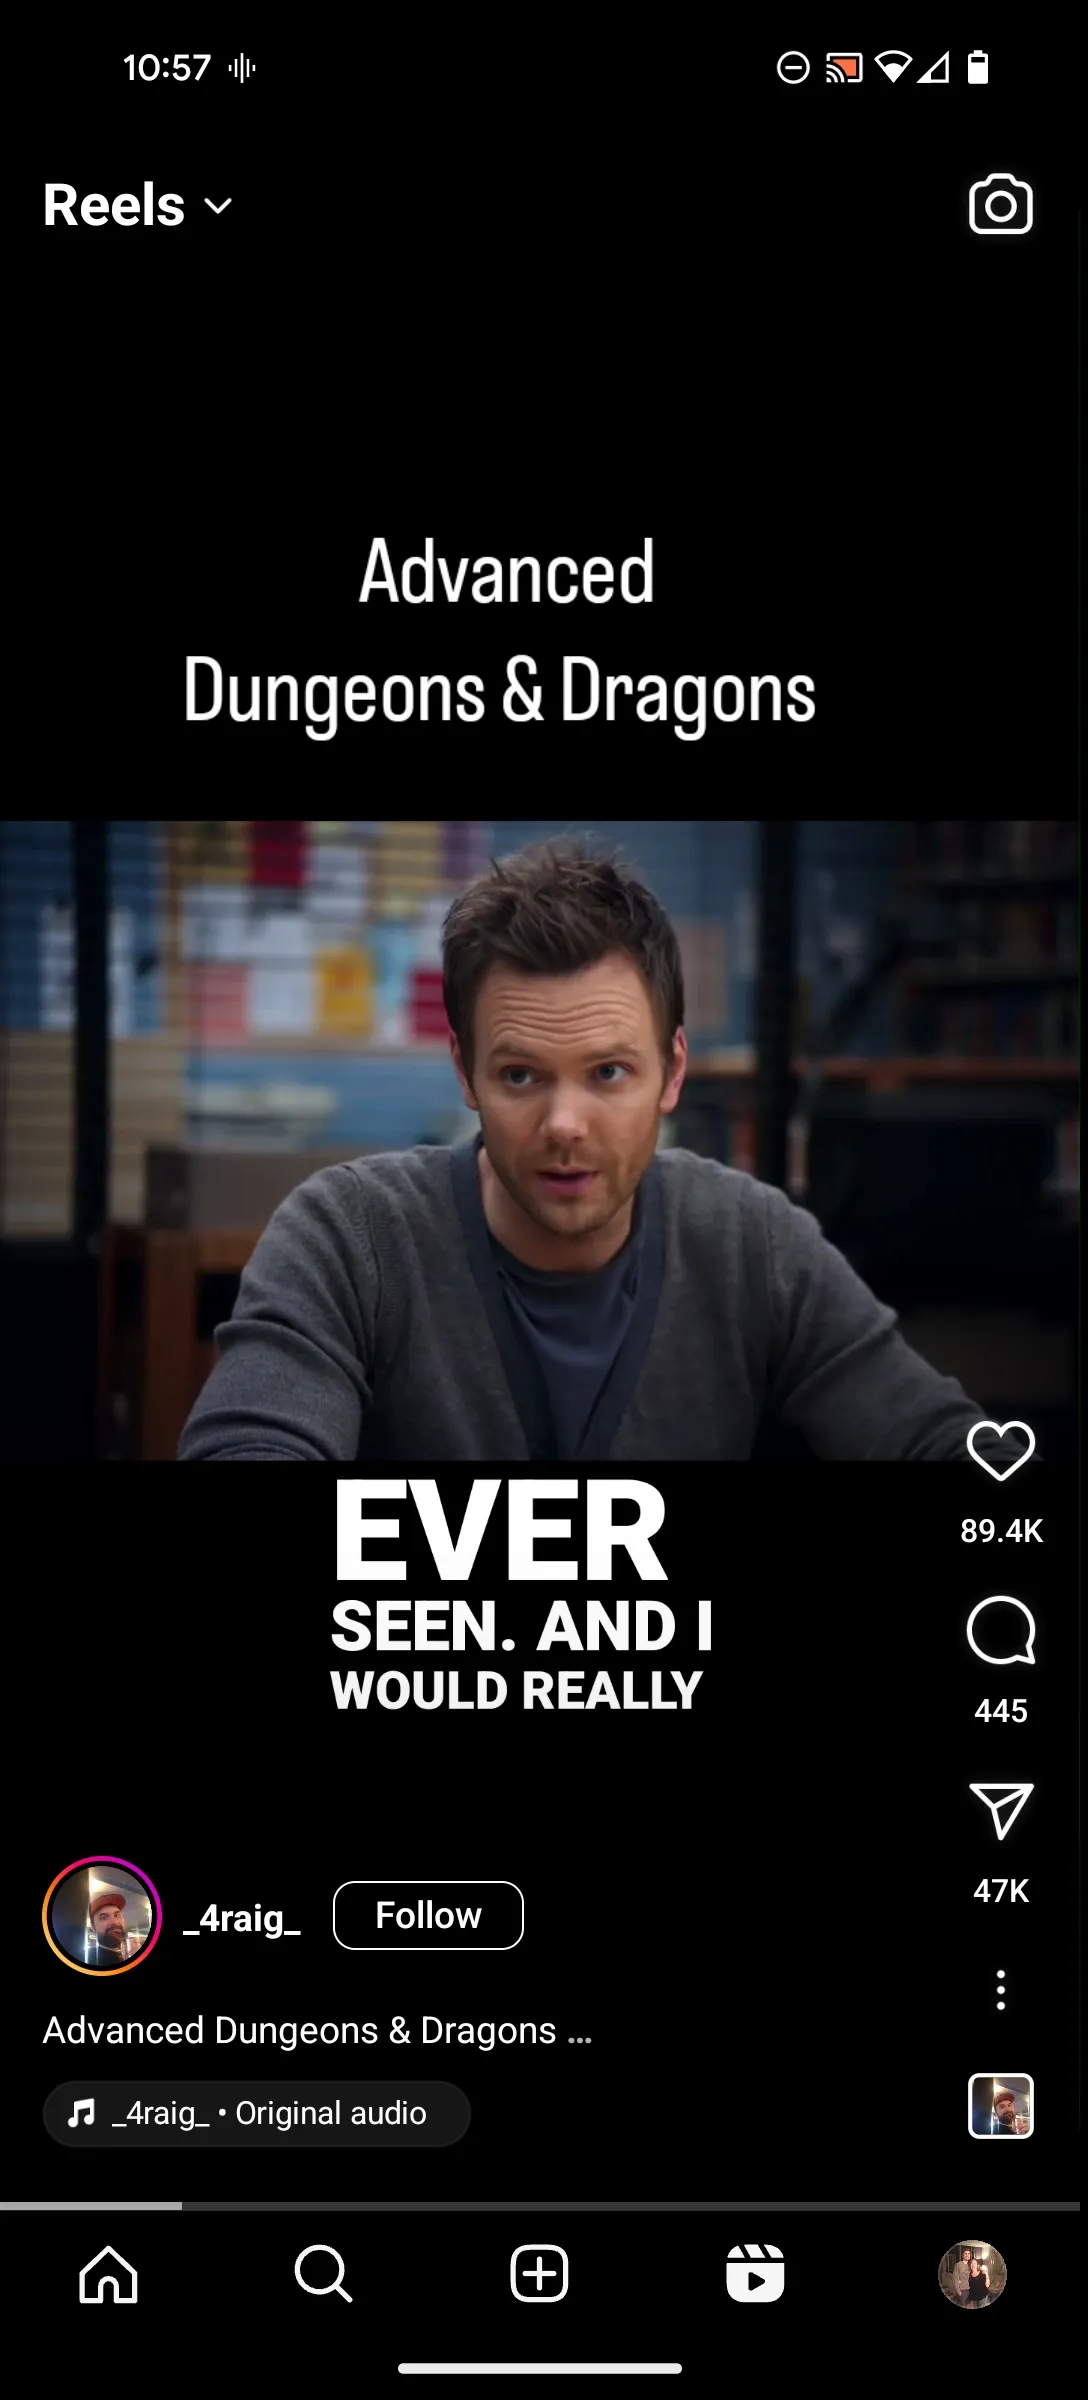 10:57
Reels
Advanced
Dungeons & Dragons
EVER
SEEN. AND I
WOULD REALLY
89.4K
445
47K
_4raig_
Follow
Advanced Dungeons & Dragons ...
_4raig_ • Original audio